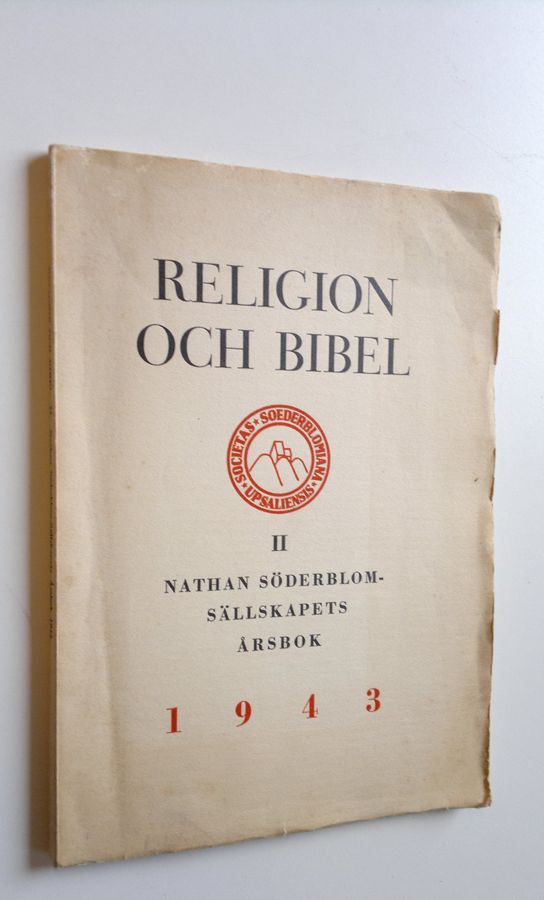 RELIGION
OCH BIBEL
SOCIETAS * SOEDERBLOMIANA * UPSALIENSIS *
II
NATHAN SÖDERBLOM-
SÄLLSKAPETS
ÅRSBOK
1943